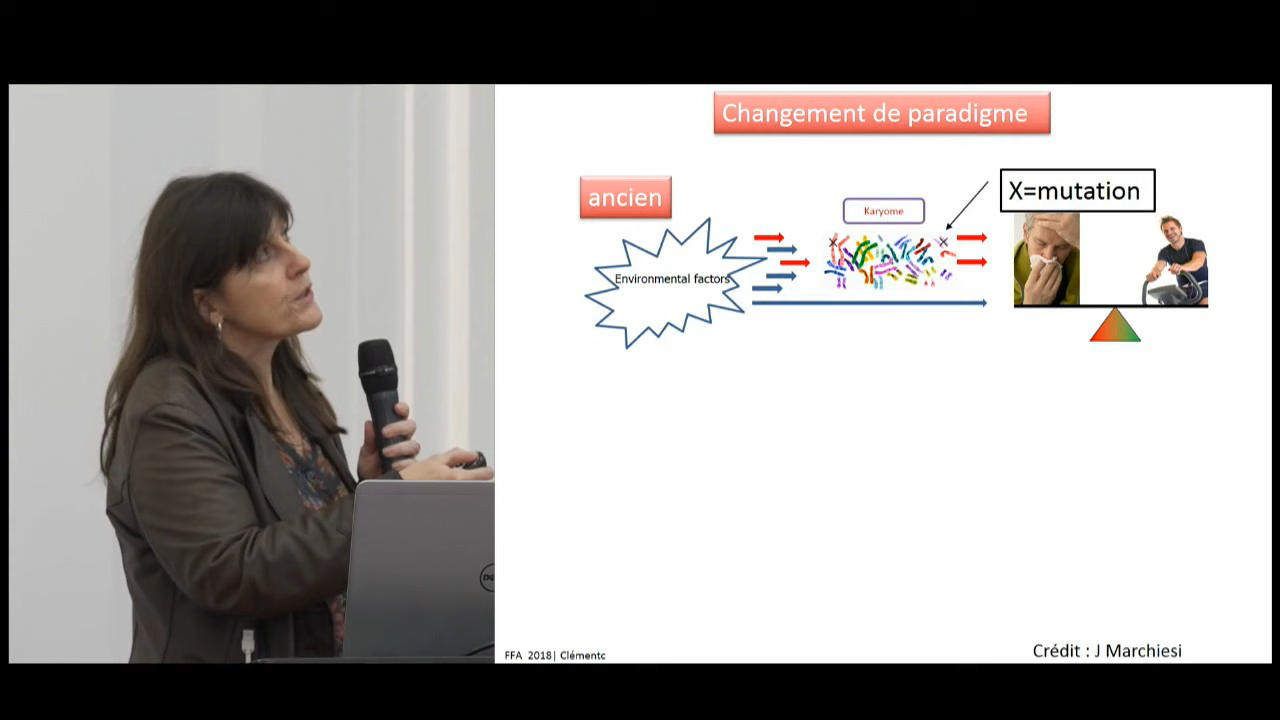 Changement de paradigme
ancien
X=mutation
Karyome
Environmental factors
FFA 2018| Clémentc
Crédit : J Marchiesi